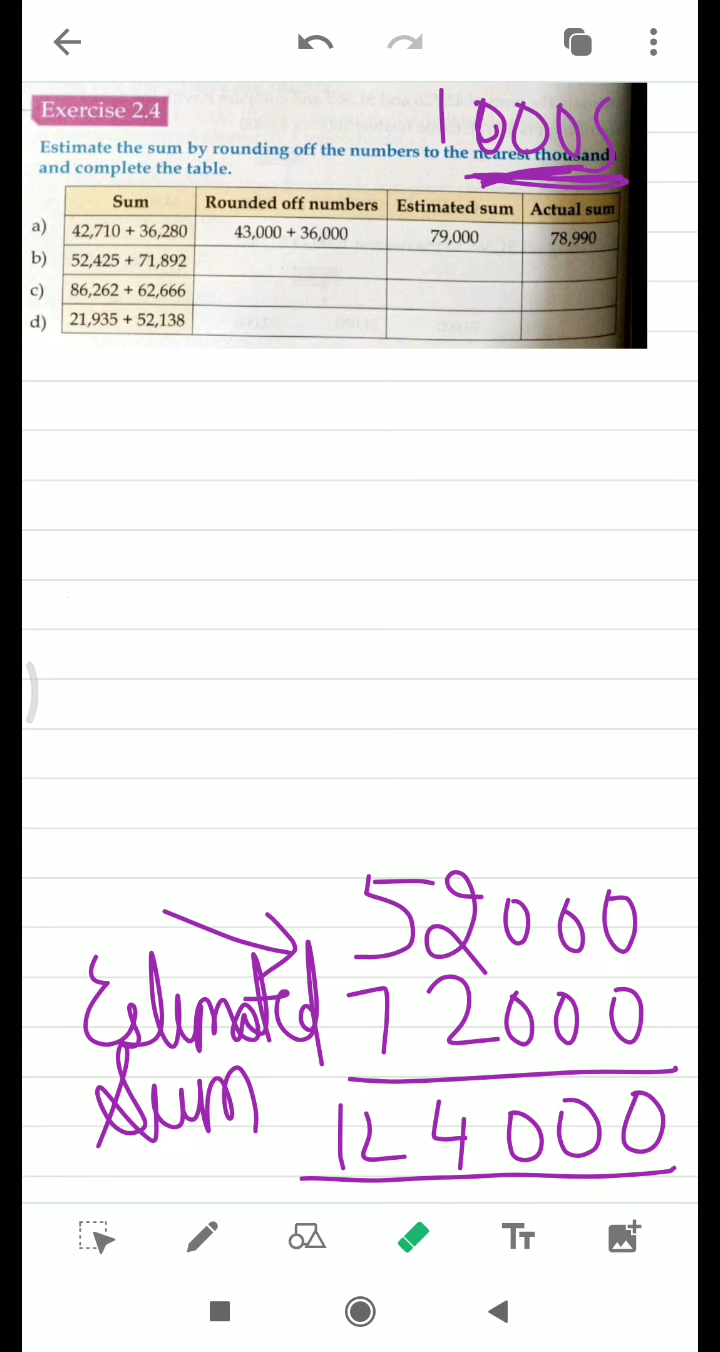 1000s
Exercise 2.4
Estimate the sum by rounding off the numbers to the nearest thousand
and complete the table.
Sum Rounded off numbers Estimated sum Actual sum
a) 42,710 + 36,280 43,000 + 36,000 79,000 78,990
b) 52,425 + 71,892
c) 86,262 + 62,666
d) 21,935 + 52,138
52000
Estimated 72000
Sum 124000
TT